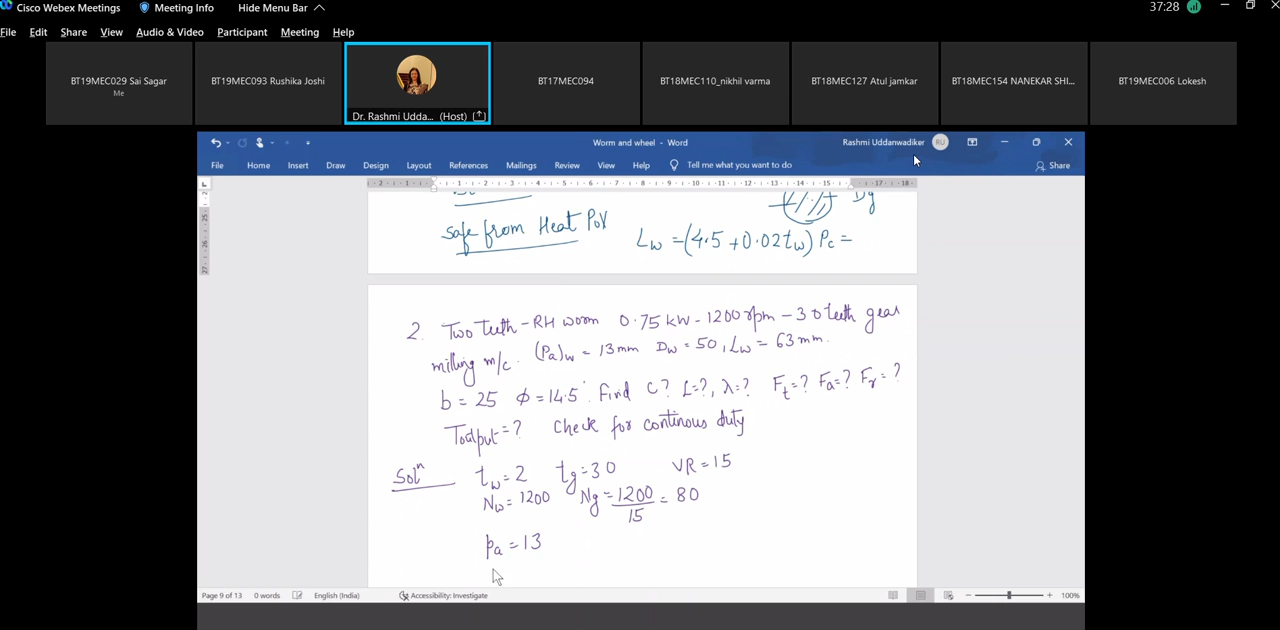 Cisco Webex Meetings Meeting Info Hide Menu Bar 37:28
File Edit Share View Audio & Video Participant Meeting Help
BT19MEC029 Sai Sagar
Me
BT19MEC093 Rushika Joshi
Dr. Rashmi Udda... (Host)
BT17MEC094
BT18MEC110_nikhil varma
BT18MEC127 Atul jamkar
BT18MEC154 NANEKAR SHI...
BT19MEC006 Lokesh
Worm and wheel - Word Rashmi Uddanwadiker RU
File Home Insert Draw Design Layout References Mailings Review View Help Tell me what you want to do Share
Dg
safe from Heat PoV
Lw = (4.5 + 0.02tw) Pc =
2. Two teeth - RH worm 0.75 kW - 1200 rpm - 30 teeth gear
milling m/c. (Pa)w = 13mm Dw = 50, Lw = 63 mm.
b = 25 φ = 14.5° Find C? L=?, λ=? Ft=? Fa=? Fr=?
Toutput=? Check for continous duty
Solⁿ tw = 2 tg = 30 VR = 15
Nw = 1200 Ng = 1200/15 = 80
Pa = 13
Page 9 of 13 0 words English (India) Accessibility: Investigate 100%